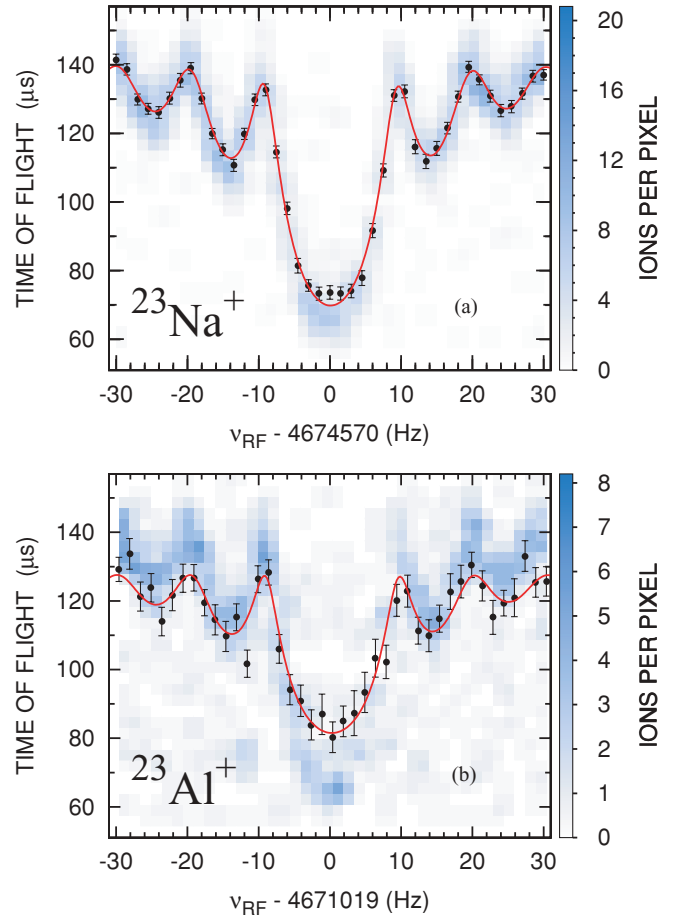 TIME OF FLIGHT (μs)
140
120
100
80
60
-30 -20 -10 0 10 20 30
ν_RF - 4674570 (Hz)
²³Na⁺
(a)
20
16
12
8
4
0
IONS PER PIXEL
TIME OF FLIGHT (μs)
140
120
100
80
60
-30 -20 -10 0 10 20 30
ν_RF - 4671019 (Hz)
²³Al⁺
(b)
8
7
6
5
4
3
2
1
0
IONS PER PIXEL